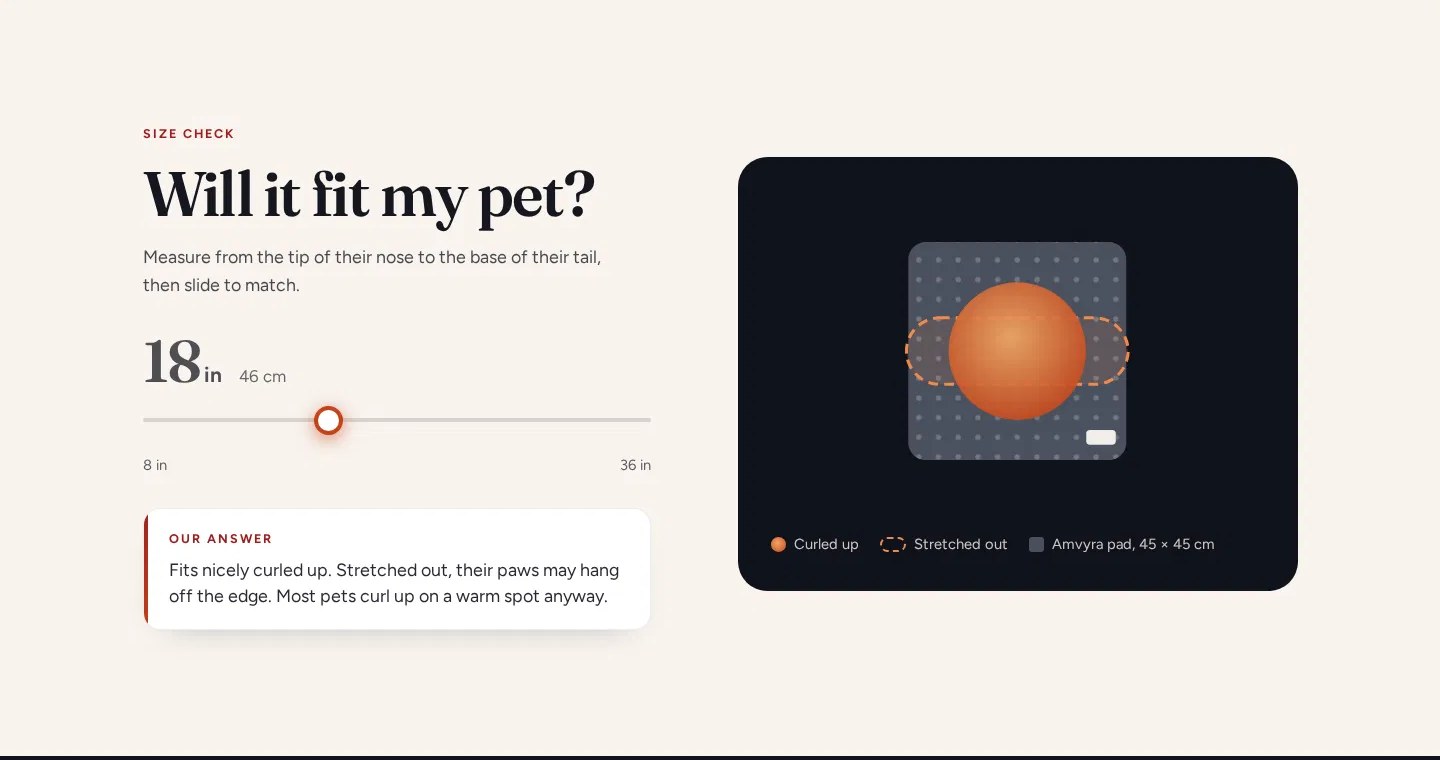 SIZE CHECK
Will it fit my pet?
Measure from the tip of their nose to the base of their tail,
then slide to match.
18 in 46 cm
8 in 36 in
OUR ANSWER
Fits nicely curled up. Stretched out, their paws may hang
off the edge. Most pets curl up on a warm spot anyway.
Curled up Stretched out Amvyra pad, 45 × 45 cm